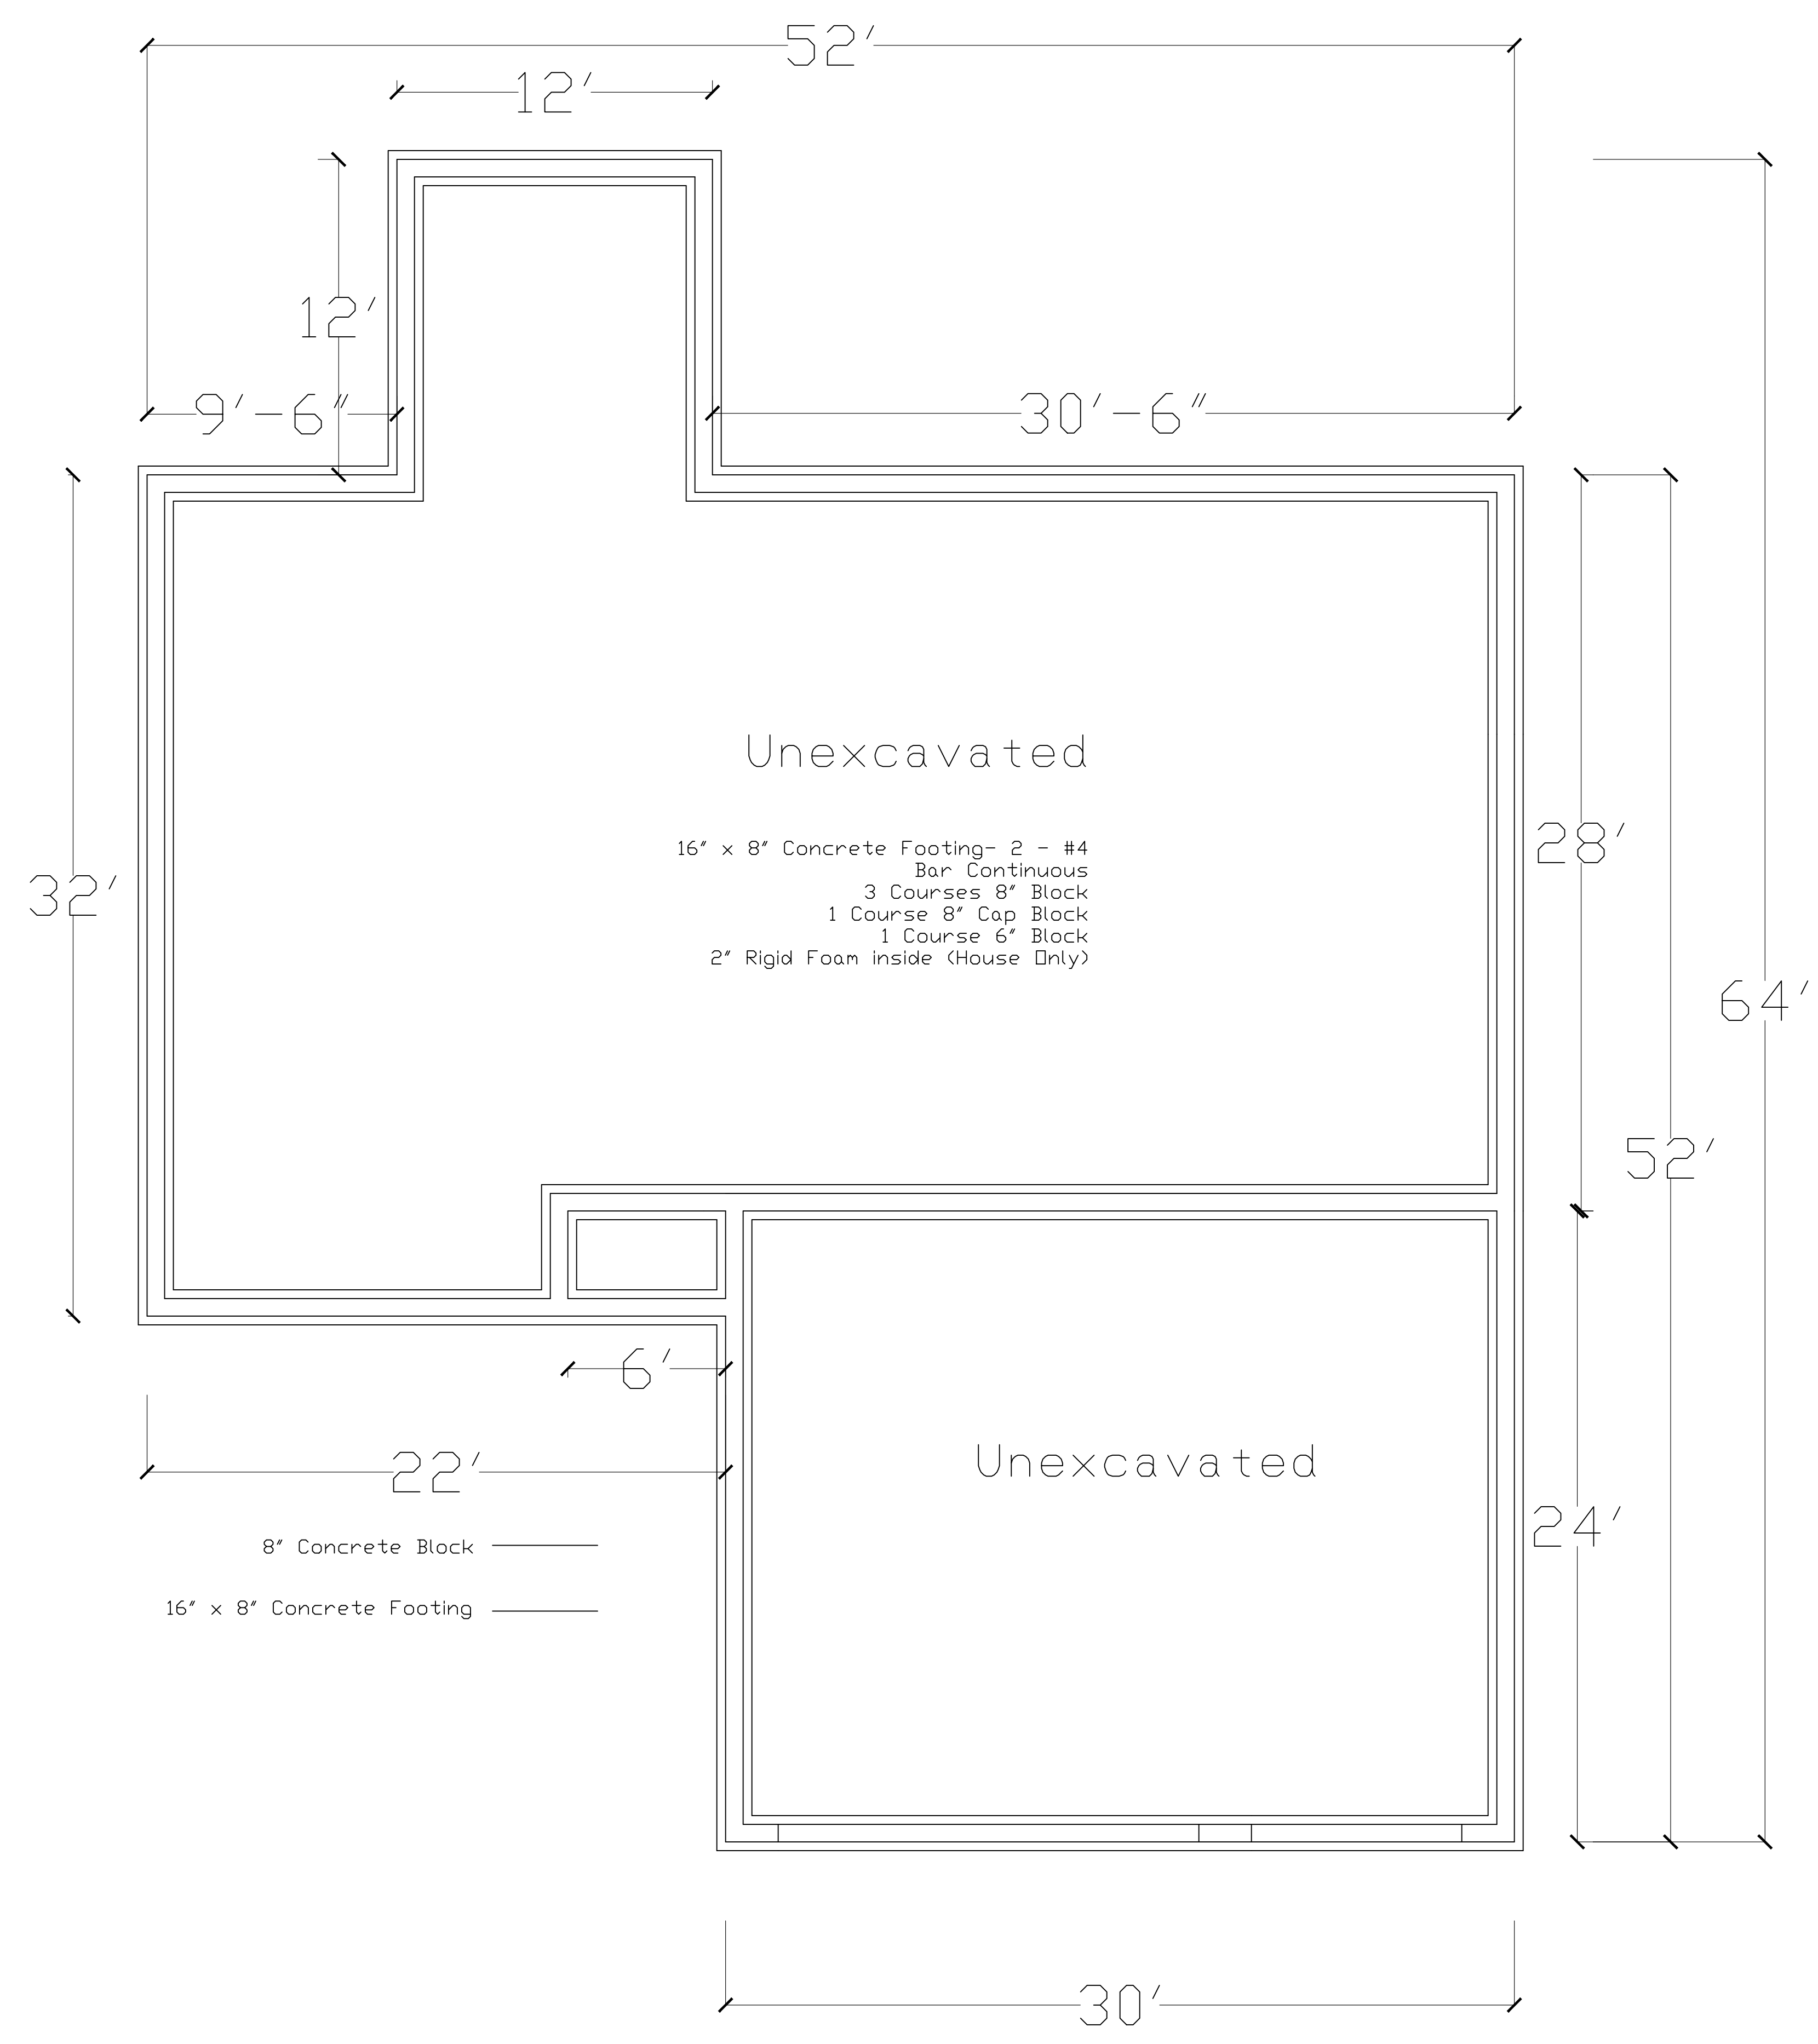 52'
12'
12'
9'-6"
30'-6"
Unexcavated
16" x 8" Concrete Footing- 2 - #4
Bar Continuous
3 Courses 8" Block
1 Course 8" Cap Block
1 Course 6" Block
2" Rigid Foam inside (House Only)
28'
32'
64'
52'
6'
Unexcavated
22'
24'
8" Concrete Block
16" x 8" Concrete Footing
30'